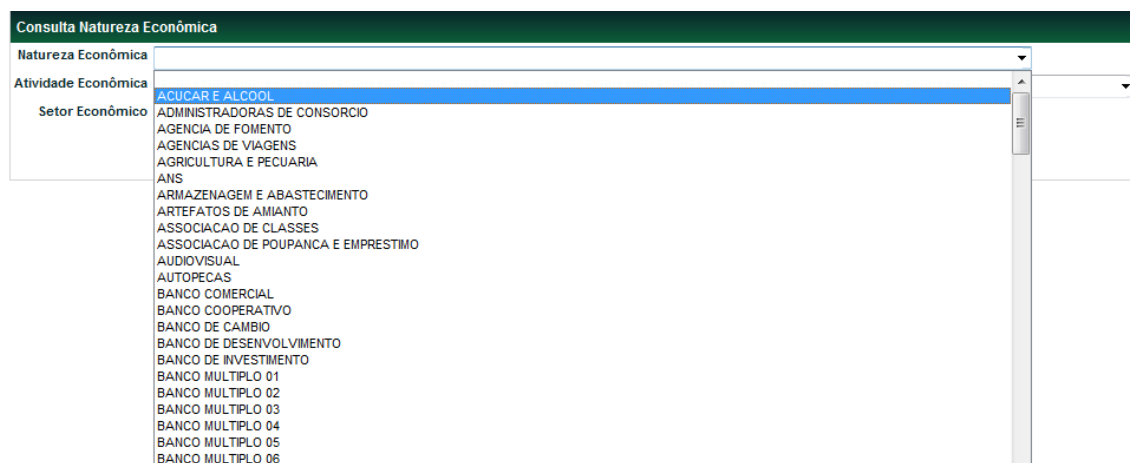 Consulta Natureza Econômica
Natureza Econômica
Atividade Econômica
ACUCAR E ALCOOL
Setor Econômico ADMINISTRADORAS DE CONSORCIO
AGENCIA DE FOMENTO
AGENCIAS DE VIAGENS
AGRICULTURA E PECUARIA
ANS
ARMAZENAGEM E ABASTECIMENTO
ARTEFATOS DE AMIANTO
ASSOCIACAO DE CLASSES
ASSOCIACAO DE POUPANCA E EMPRESTIMO
AUDIOVISUAL
AUTOPECAS
BANCO COMERCIAL
BANCO COOPERATIVO
BANCO DE CAMBIO
BANCO DE DESENVOLVIMENTO
BANCO DE INVESTIMENTO
BANCO MULTIPLO 01
BANCO MULTIPLO 02
BANCO MULTIPLO 03
BANCO MULTIPLO 04
BANCO MULTIPLO 05
BANCO MULTIPLO 06